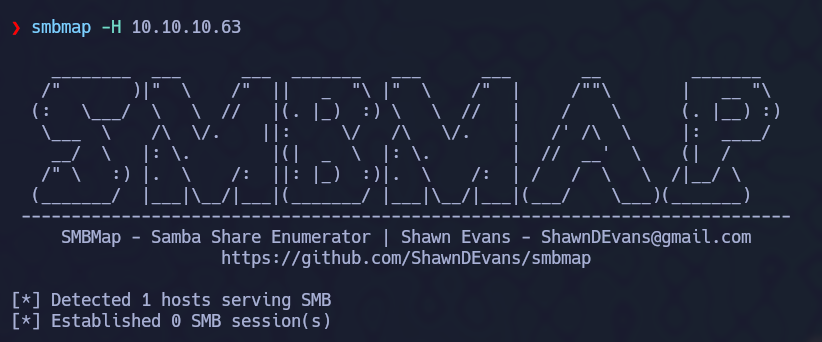 ❯ smbmap -H 10.10.10.63
SMBMAP
SMBMap - Samba Share Enumerator | Shawn Evans - ShawnDEvans@gmail.com
https://github.com/ShawnDEvans/smbmap
[*] Detected 1 hosts serving SMB
[*] Established 0 SMB session(s)